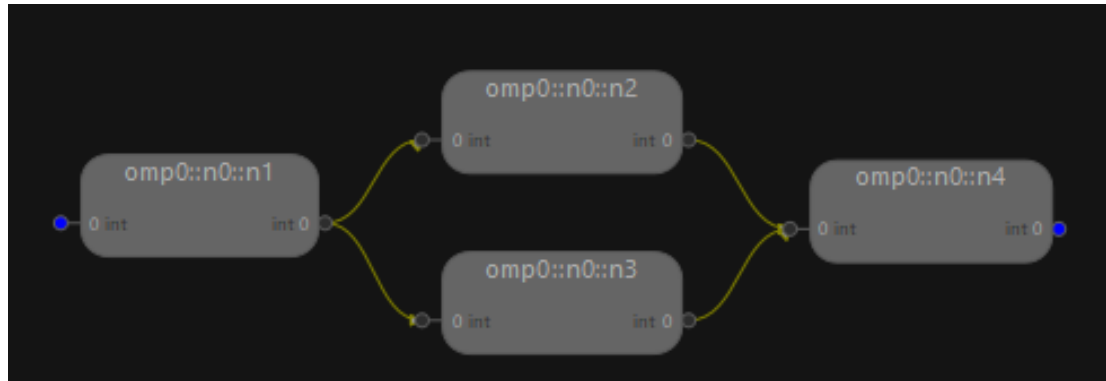 omp0::n0::n1
0 int
int 0
omp0::n0::n2
0 int
int 0
omp0::n0::n3
0 int
int 0
omp0::n0::n4
0 int
int 0